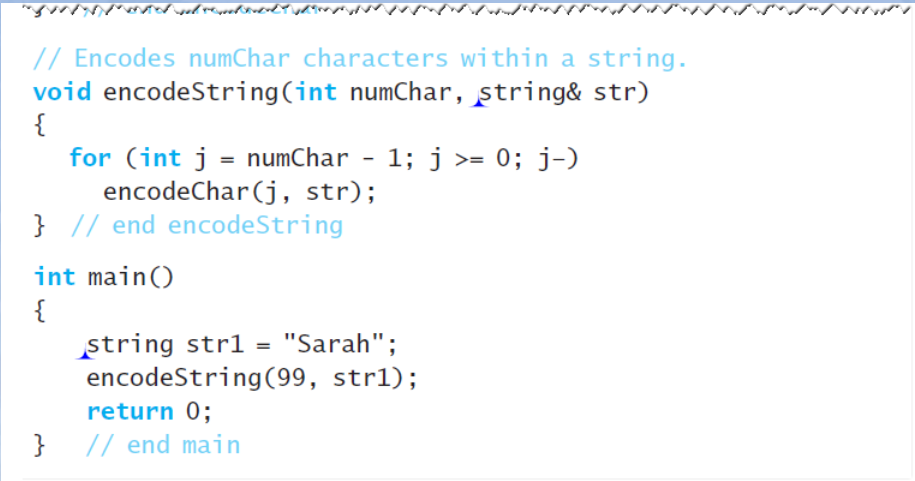 // Encodes numChar characters within a string.
void encodeString(int numChar, string& str)
{
for (int j = numChar - 1; j >= 0; j–)
encodeChar(j, str);
} // end encodeString
int main()
{
string str1 = "Sarah";
encodeString(99, str1);
return 0;
} // end main